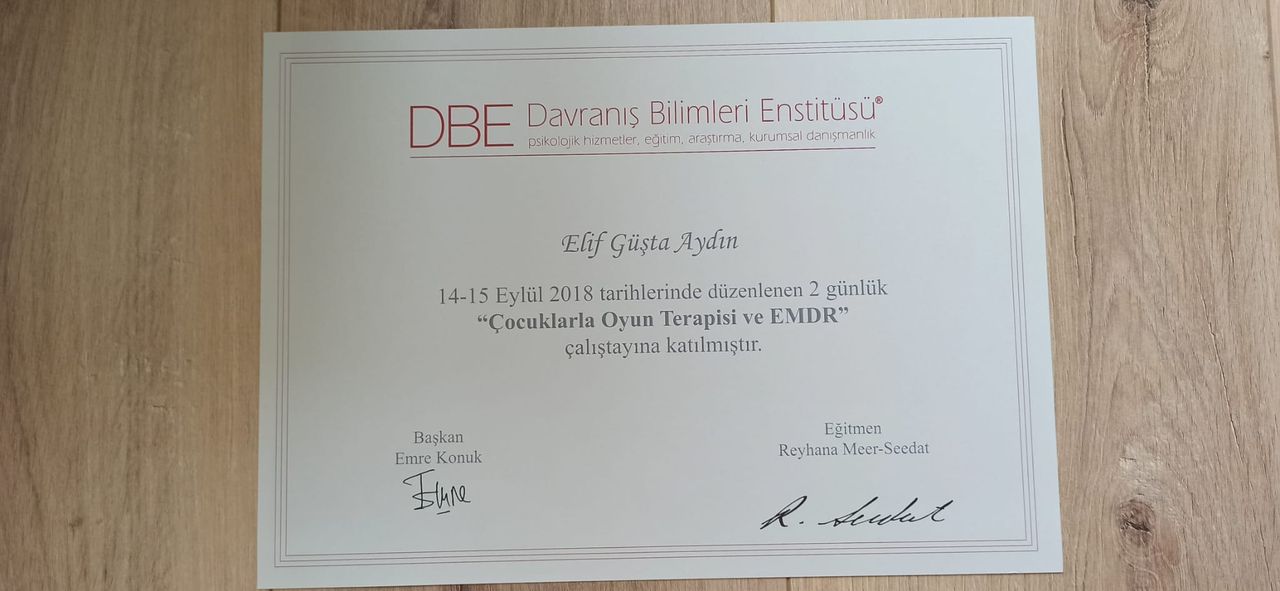 DBE Davranış Bilimleri Enstitüsü®
psikolojik hizmetler, eğitim, araştırma, kurumsal danışmanlık
Elif Güşta Aydın
14-15 Eylül 2018 tarihlerinde düzenlenen 2 günlük
“Çocuklarla Oyun Terapisi ve EMDR”
çalıştayına katılmıştır.
Başkan
Emre Konuk
Emre
Eğitmen
Reyhana Meer-Seedat
R. Seedat